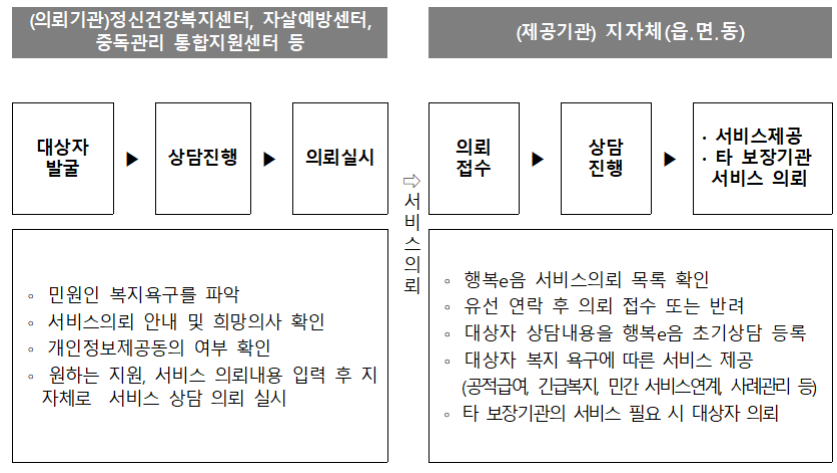 (의뢰기관)정신건강복지센터, 자살예방센터,
중독관리 통합지원센터 등
(제공기관) 지자체(읍.면.동)
대상자
발굴
▶
상담진행
▶
의뢰실시
⇨
서
비
스
의
뢰
의뢰
접수
▶
상담
진행
▶
· 서비스제공
· 타 보장기관
서비스 의뢰
◦ 민원인 복지욕구를 파악
◦ 서비스의뢰 안내 및 희망의사 확인
◦ 개인정보제공동의 여부 확인
◦ 원하는 지원, 서비스 의뢰내용 입력 후 지
자체로 서비스 상담 의뢰 실시
◦ 행복e음 서비스의뢰 목록 확인
◦ 유선 연락 후 의뢰 접수 또는 반려
◦ 대상자 상담내용을 행복e음 초기상담 등록
◦ 대상자 복지 욕구에 따른 서비스 제공
(공적급여, 긴급복지, 민간 서비스연계, 사례관리 등)
◦ 타 보장기관의 서비스 필요 시 대상자 의뢰